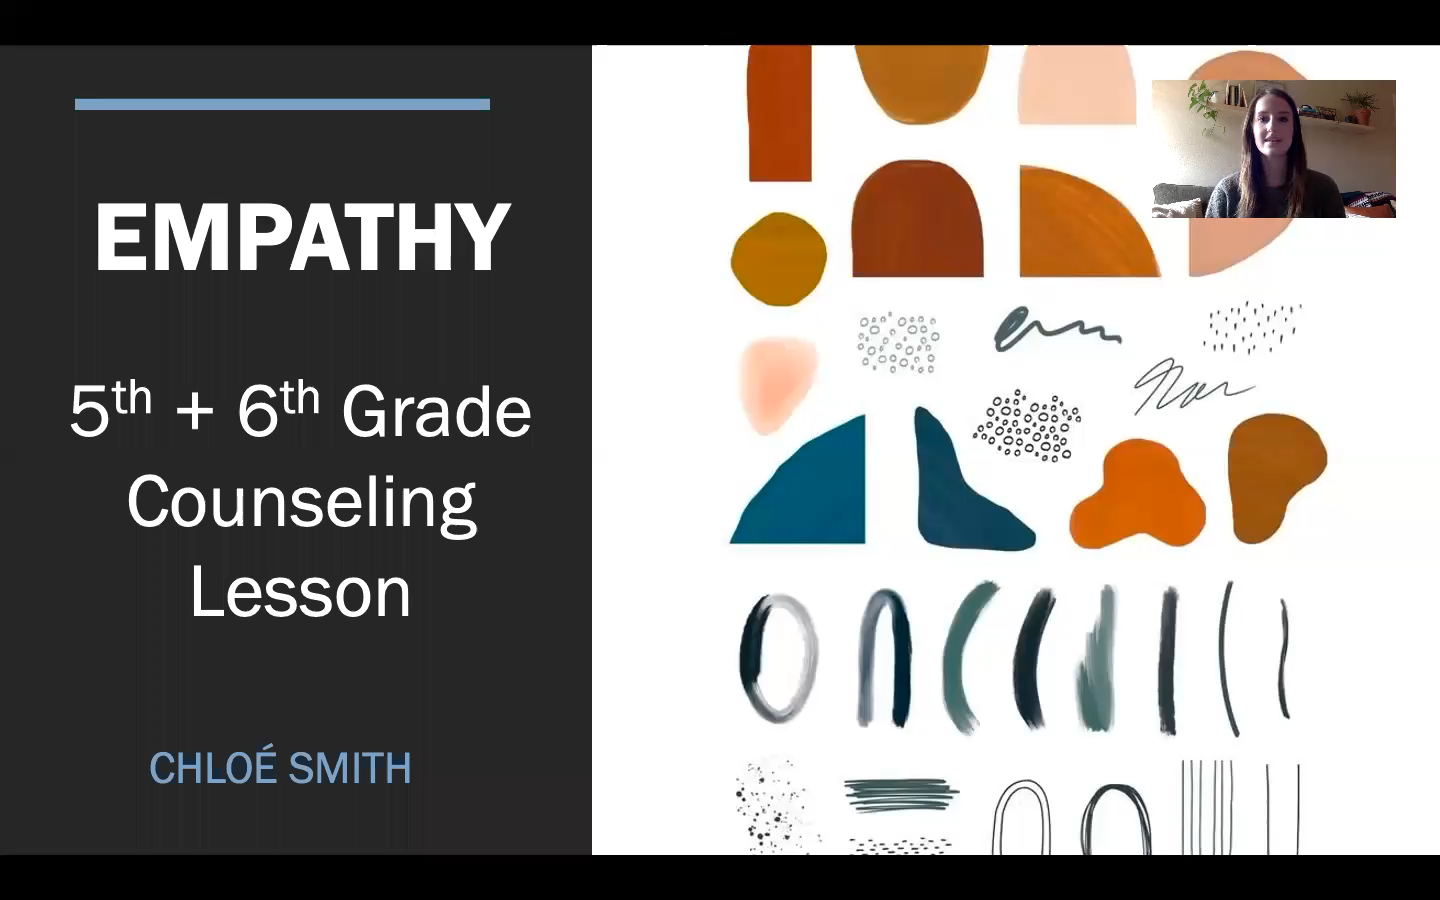 EMPATHY
5th + 6th Grade
Counseling
Lesson
CHLOÉ SMITH